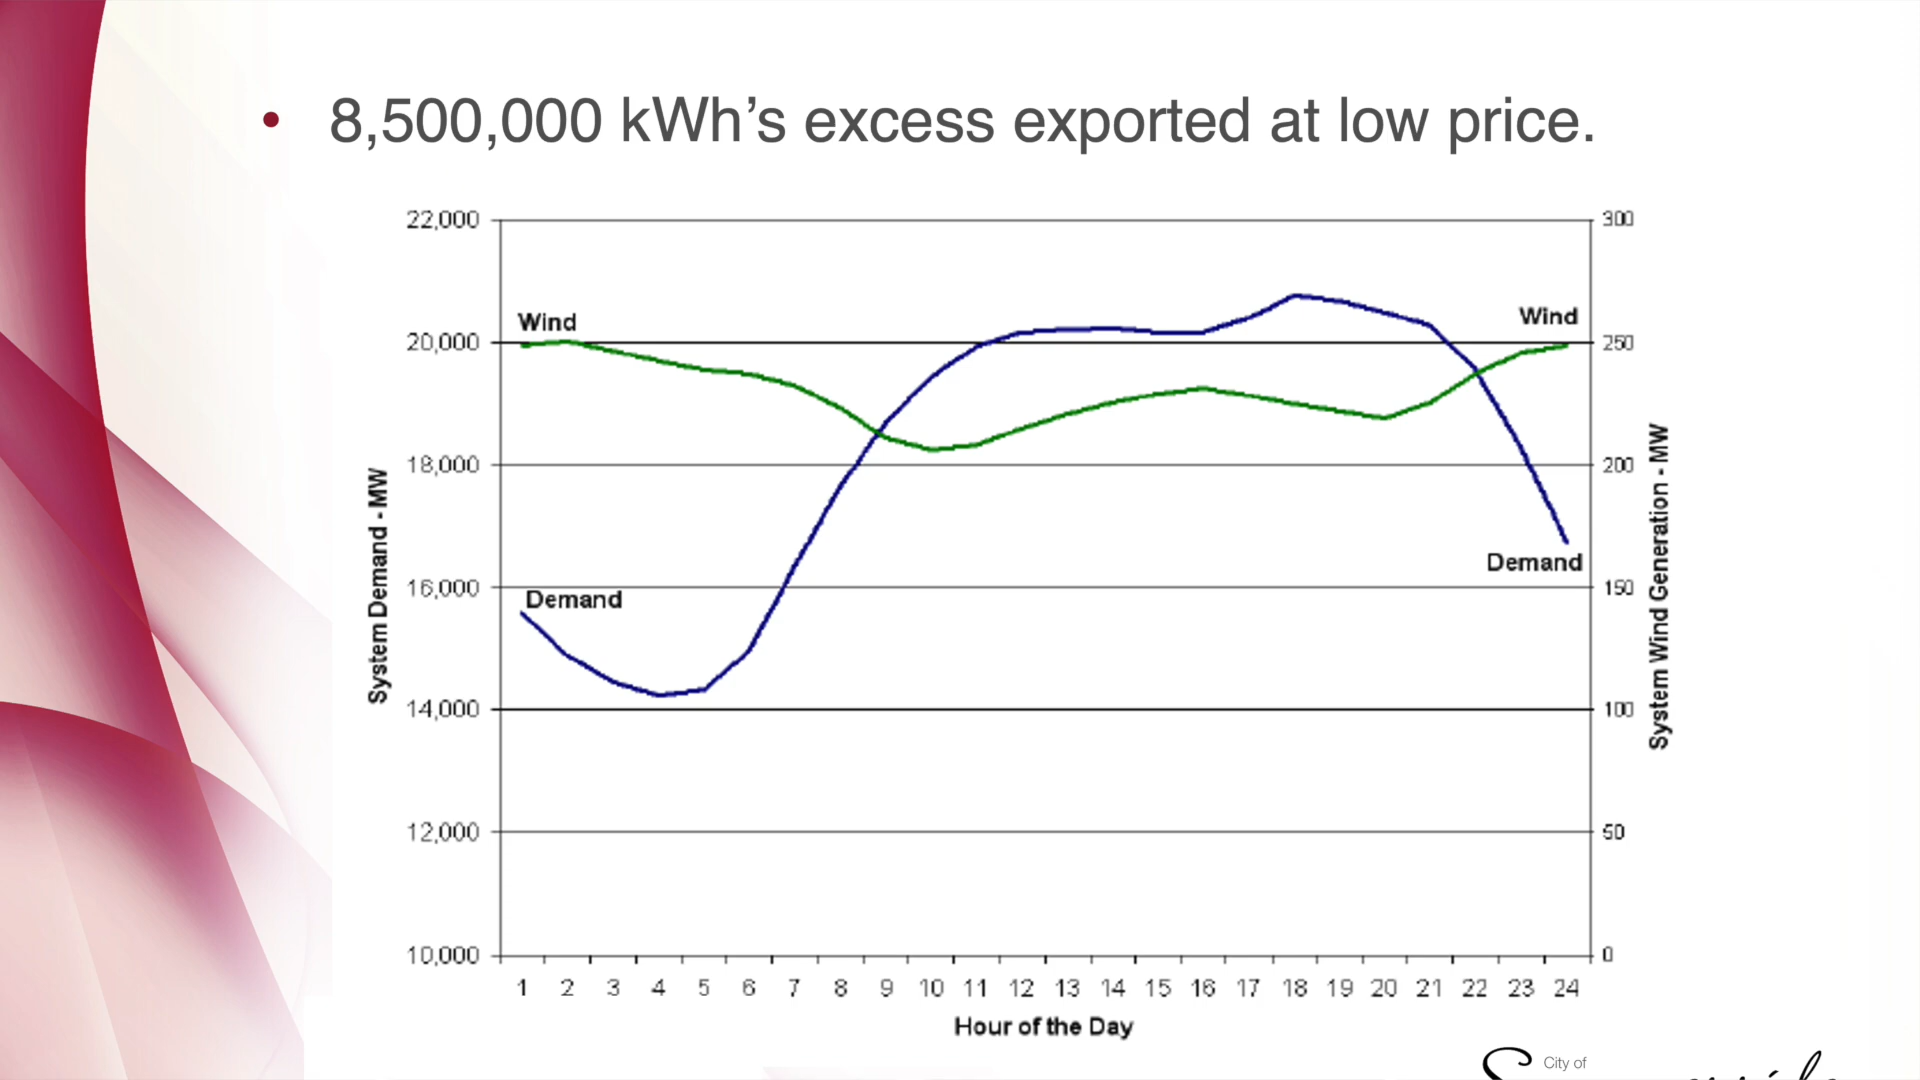 • 8,500,000 kWh’s excess exported at low price.
22,000
20,000
18,000
16,000
14,000
12,000
10,000
System Demand - MW
300
250
200
150
100
50
0
System Wind Generation - MW
Wind
Wind
Demand
Demand
1 2 3 4 5 6 7 8 9 10 11 12 13 14 15 16 17 18 19 20 21 22 23 24
Hour of the Day
City of